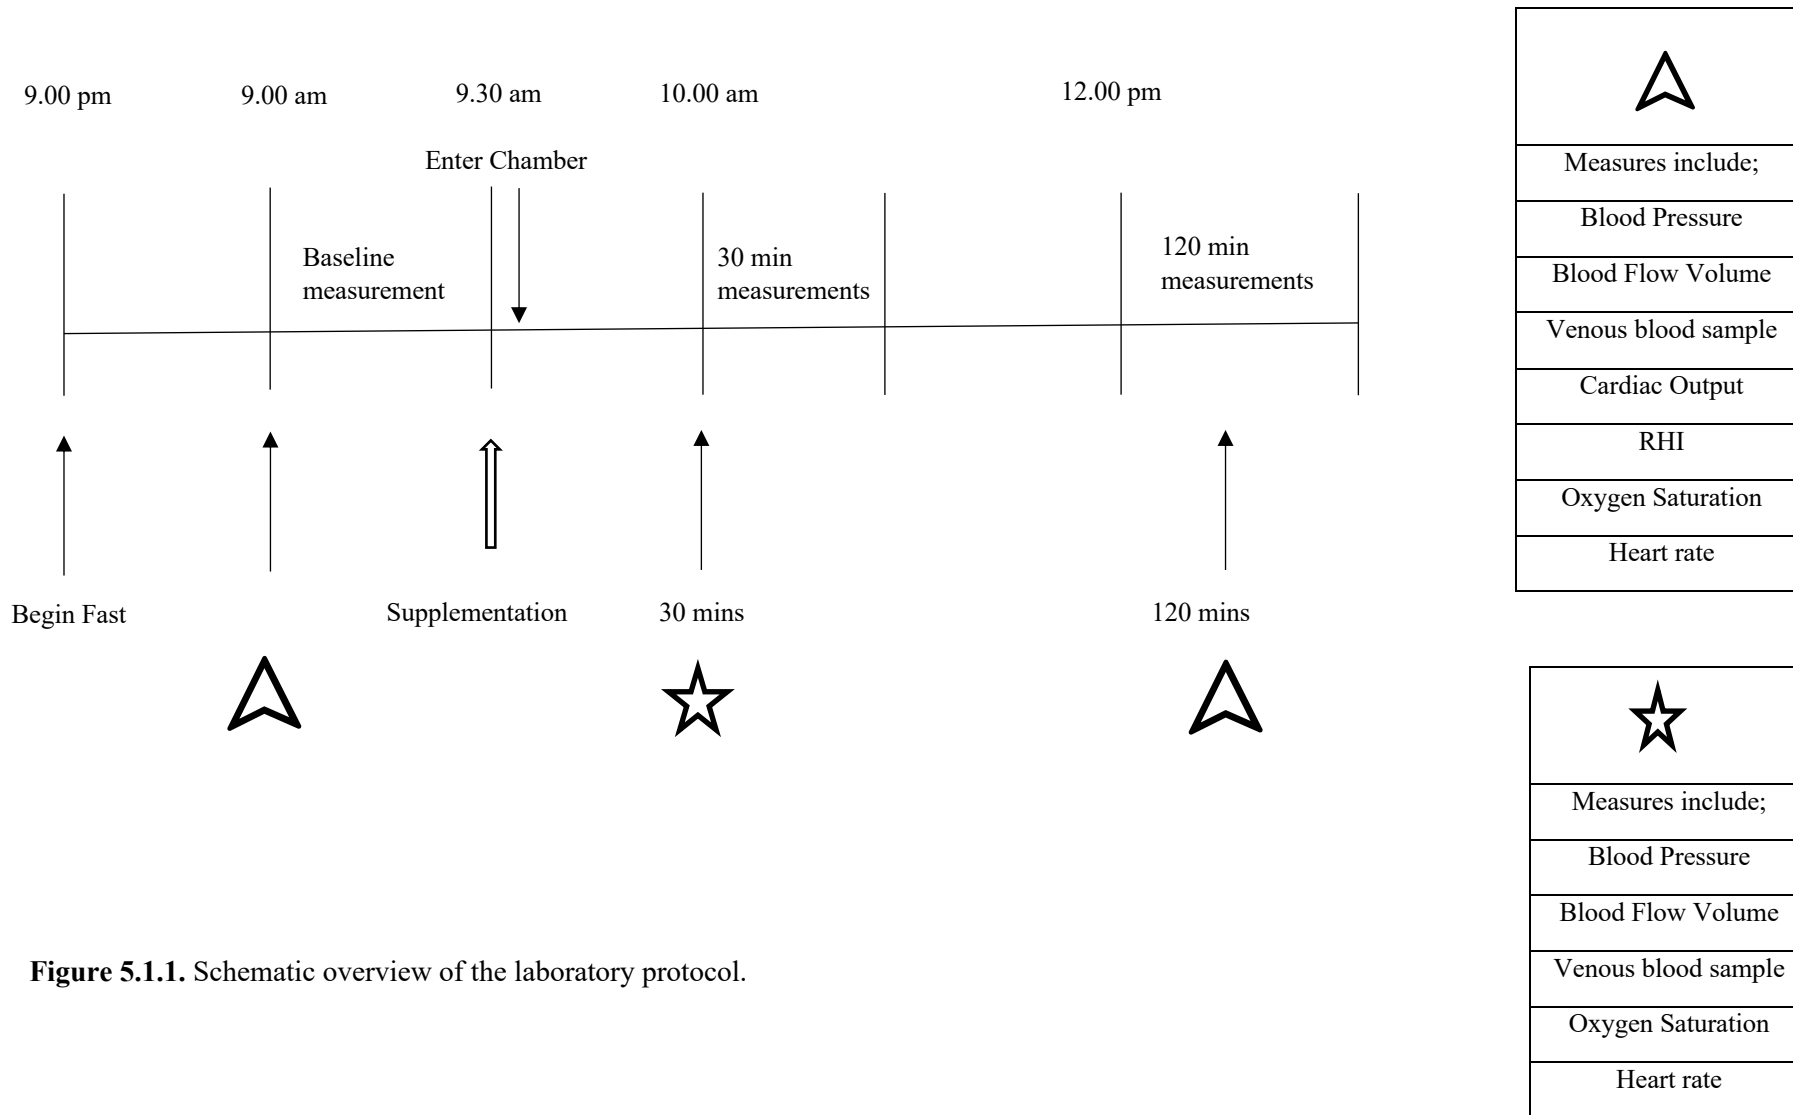 9.00 pm
9.00 am
9.30 am
10.00 am
12.00 pm
Enter Chamber
Baseline
measurement
30 min
measurements
120 min
measurements
Begin Fast
Supplementation
30 mins
120 mins
Measures include;
Blood Pressure
Blood Flow Volume
Venous blood sample
Cardiac Output
RHI
Oxygen Saturation
Heart rate
Measures include;
Blood Pressure
Blood Flow Volume
Venous blood sample
Oxygen Saturation
Heart rate
Figure 5.1.1. Schematic overview of the laboratory protocol.